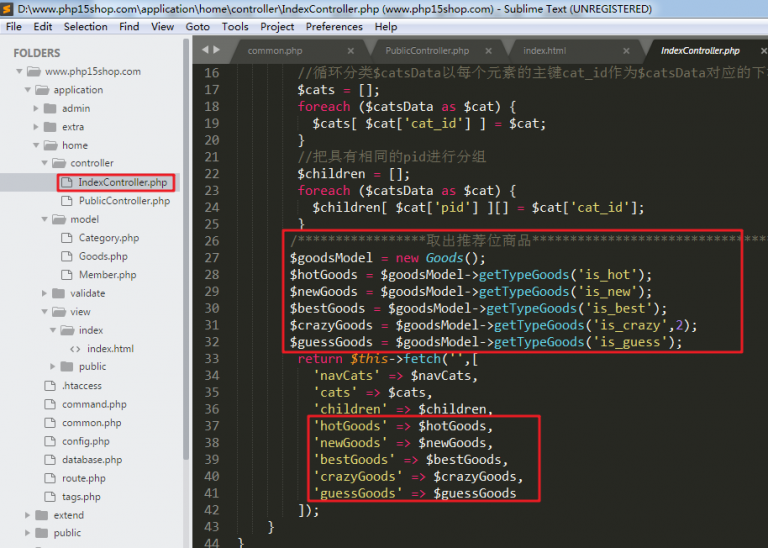 D:\www.php15shop.com\application\home\controller\IndexController.php (www.php15shop.com) - Sublime Text (UNREGISTERED)
File Edit Selection Find View Goto Tools Project Preferences Help
FOLDERS
www.php15shop.com
application
admin
extra
home
controller
IndexController.php
PublicController.php
model
Category.php
Goods.php
Member.php
validate
view
index
index.html
public
.htaccess
command.php
common.php
config.php
database.php
route.php
tags.php
extend
public
common.php PublicController.php index.html IndexController.php
16 //循环分类$catsData以每个元素的主键cat_id作为$catsData对应的下
17 $cats = [];
18 foreach ($catsData as $cat) {
19 $cats[ $cat['cat_id'] ] = $cat;
20 }
21 //把具有相同的pid进行分组
22 $children = [];
23 foreach ($catsData as $cat) {
24 $children[ $cat['pid'] ][] = $cat['cat_id'];
25 }
26 /*****************取出推荐位商品********************************
27 $goodsModel = new Goods();
28 $hotGoods = $goodsModel->getTypeGoods('is_hot');
29 $newGoods = $goodsModel->getTypeGoods('is_new');
30 $bestGoods = $goodsModel->getTypeGoods('is_best');
31 $crazyGoods = $goodsModel->getTypeGoods('is_crazy',2);
32 $guessGoods = $goodsModel->getTypeGoods('is_guess');
33 return $this->fetch('',[
34 'navCats' => $navCats,
35 'cats' => $cats,
36 'children' => $children,
37 'hotGoods' => $hotGoods,
38 'newGoods' => $newGoods,
39 'bestGoods' => $bestGoods,
40 'crazyGoods' => $crazyGoods,
41 'guessGoods' => $guessGoods
42 ]);
43 }
44 }